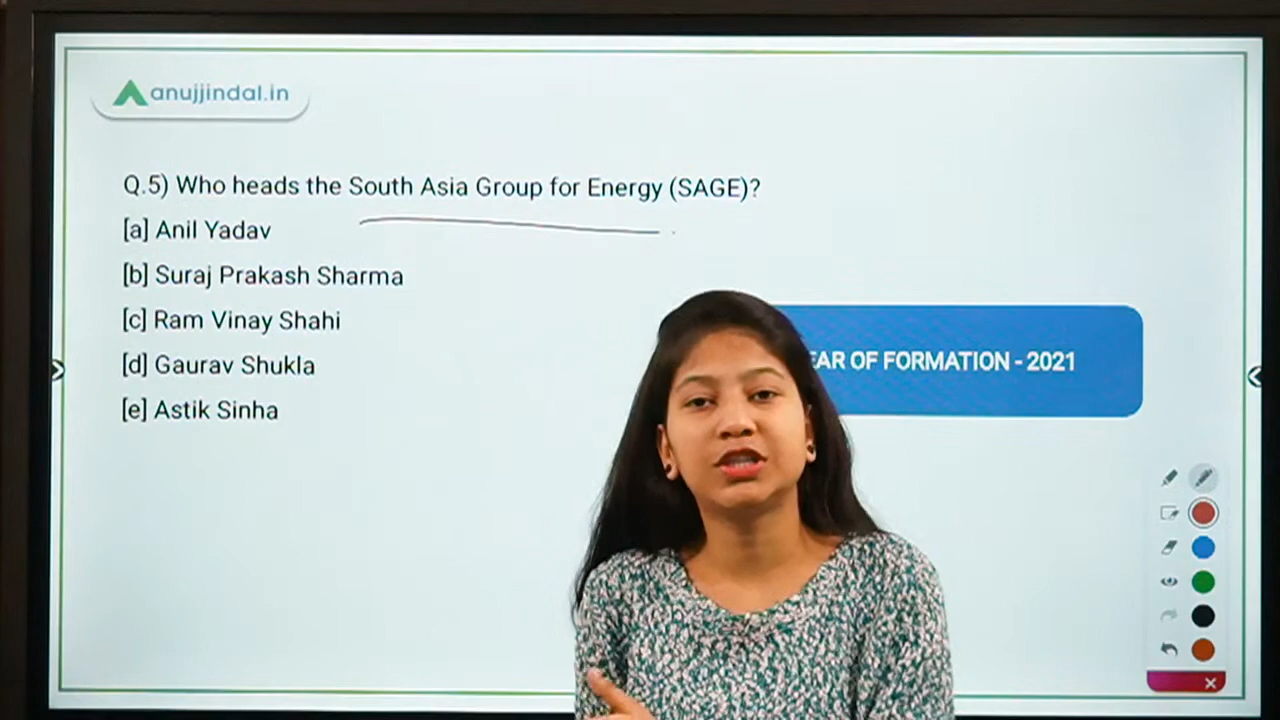 anujjindal.in
Q.5) Who heads the South Asia Group for Energy (SAGE)?
[a] Anil Yadav
[b] Suraj Prakash Sharma
[c] Ram Vinay Shahi
[d] Gaurav Shukla
[e] Astik Sinha
OF FORMATION - 2021